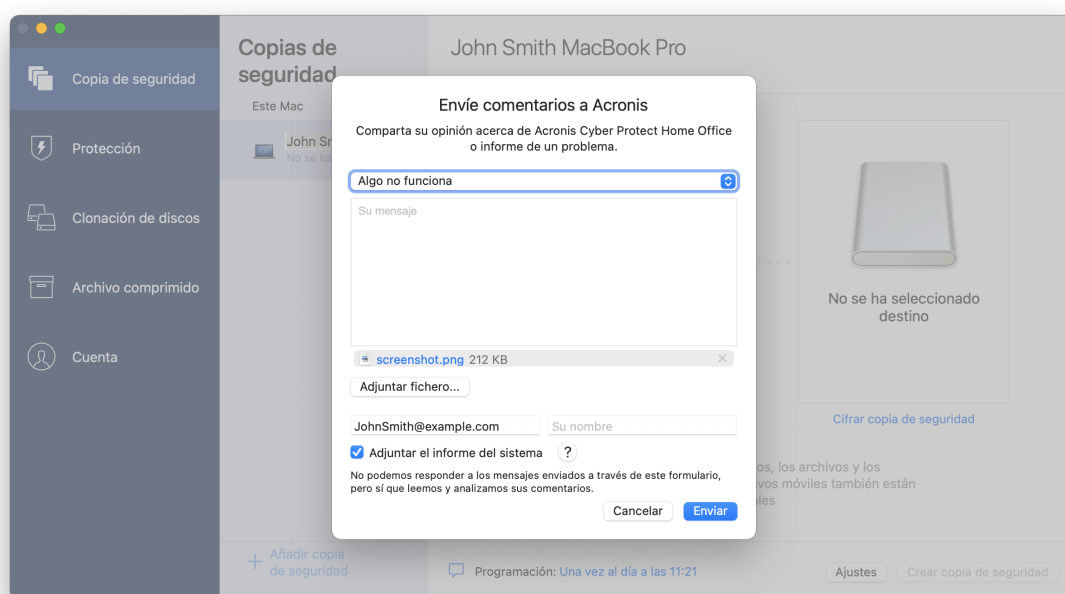 Copia de seguridad
Protección
Clonación de discos
Archivo comprimido
Cuenta
Copias de
seguridad
Este Mac
John Sr
No se ha
Añadir copia
de seguridad
John Smith MacBook Pro
Envíe comentarios a Acronis
Comparta su opinión acerca de Acronis Cyber Protect Home Office
o informe de un problema.
Algo no funciona
Su mensaje
screenshot.png 212 KB
Adjuntar fichero...
JohnSmith@example.com Su nombre
Adjuntar el informe del sistema ?
No podemos responder a los mensajes enviados a través de este formulario,
pero sí que leemos y analizamos sus comentarios.
Cancelar Enviar
No se ha seleccionado
destino
Cifrar copia de seguridad
os, los archivos y los
vos móviles también están
les
Programación: Una vez al día a las 11:21
Ajustes Crear copia de seguridad